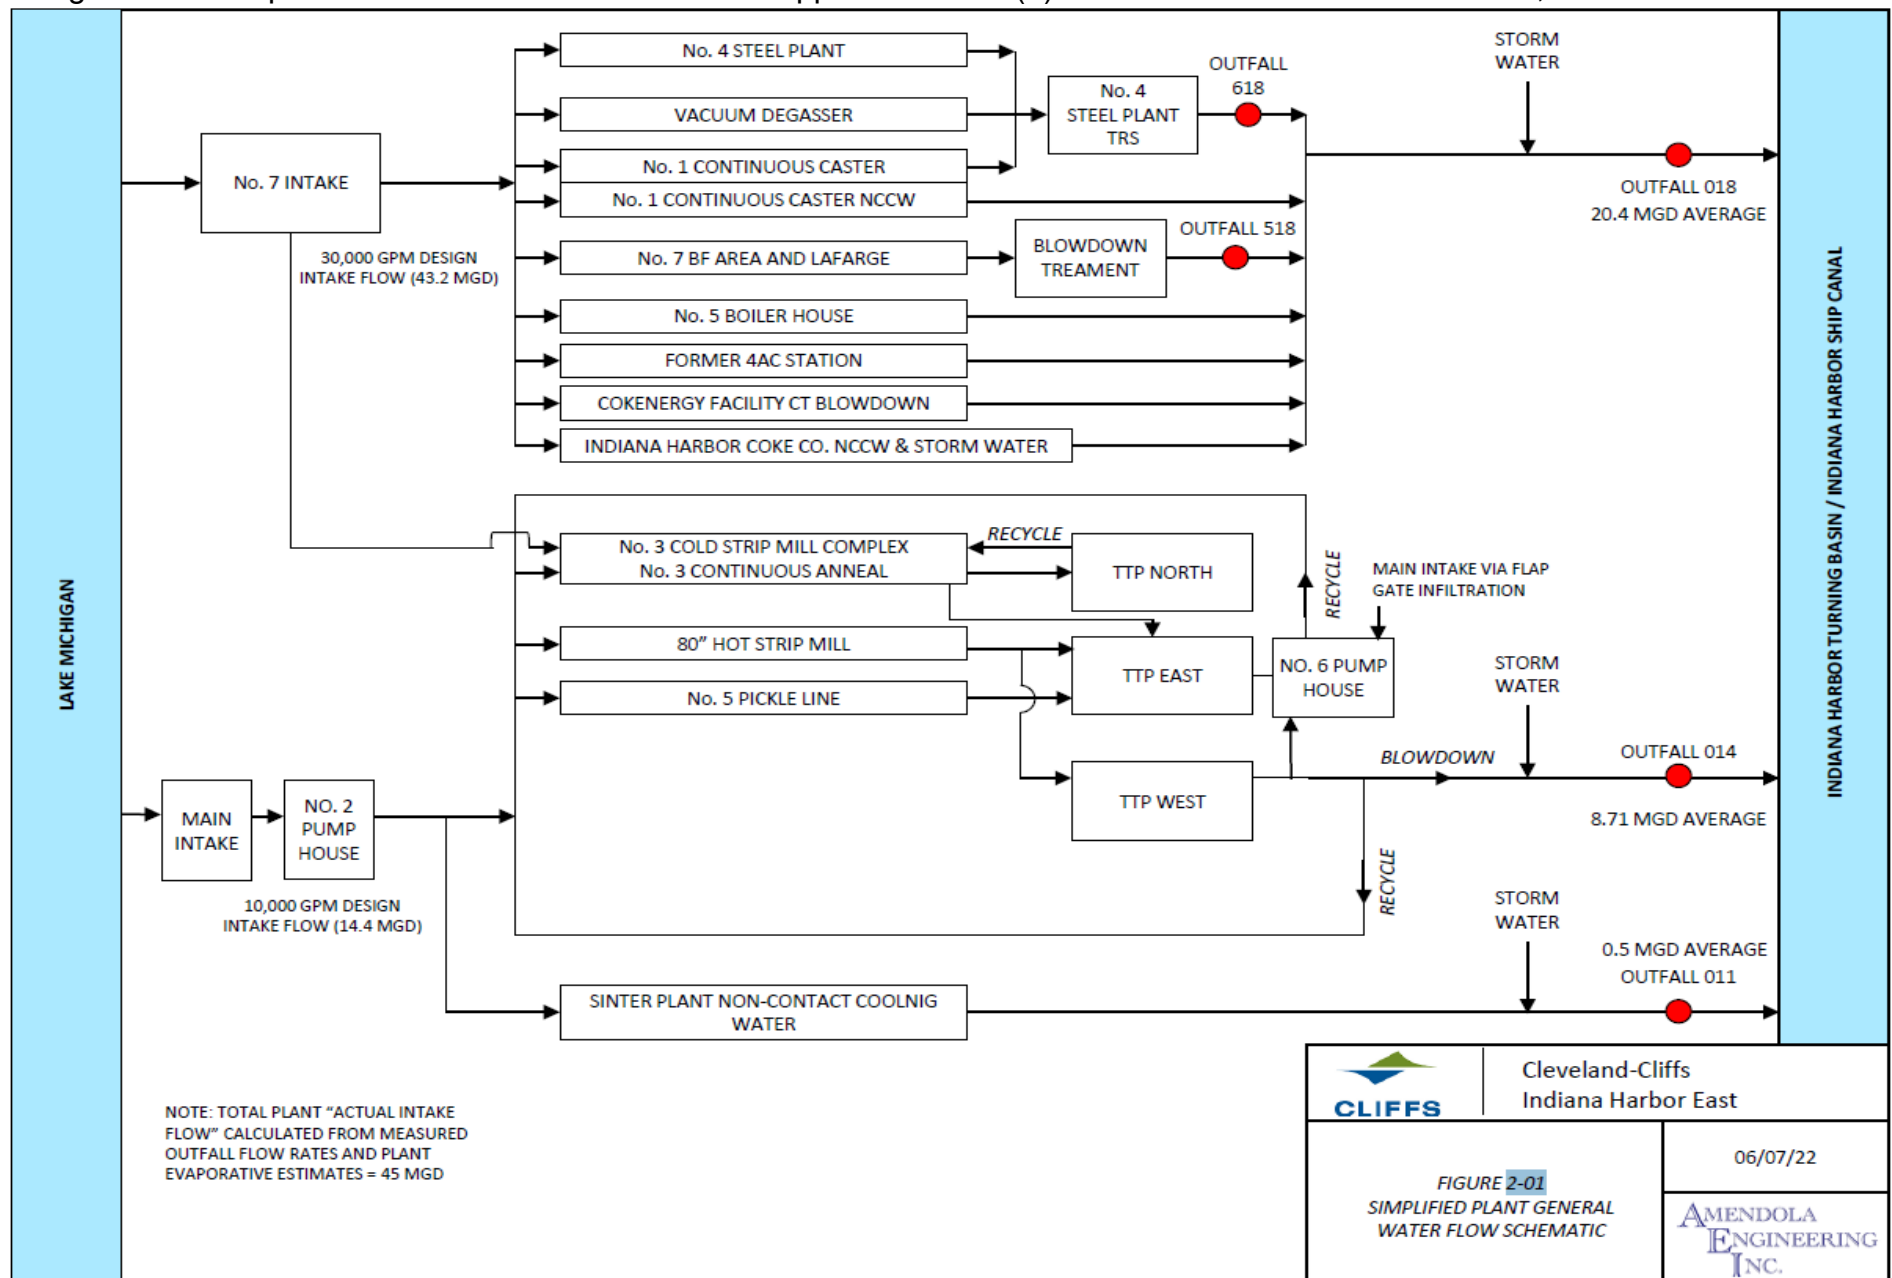 No. 4 STEEL PLANT
VACUUM DEGASSER
No. 1 CONTINUOUS CASTER
No. 1 CONTINUOUS CASTER NCCW
No. 7 BF AREA AND LAFARGE
No. 5 BOILER HOUSE
FORMER 4AC STATION
COKENERGY FACILITY CT BLOWDOWN
INDIANA HARBOR COKE CO. NCCW & STORM WATER
No. 7 INTAKE
30,000 GPM DESIGN
INTAKE FLOW (43.2 MGD)
No. 4
STEEL PLANT
TRS
OUTFALL
618
BLOWDOWN
TREAMENT
OUTFALL 518
STORM
WATER
OUTFALL 018
20.4 MGD AVERAGE
LAKE MICHIGAN
INDIANA HARBOR TURNING BASIN / INDIANA HARBOR SHIP CANAL
No. 3 COLD STRIP MILL COMPLEX
No. 3 CONTINUOUS ANNEAL
RECYCLE
TTP NORTH
80” HOT STRIP MILL
No. 5 PICKLE LINE
TTP EAST
RECYCLE
MAIN INTAKE VIA FLAP
GATE INFILTRATION
NO. 6 PUMP
HOUSE
STORM
WATER
TTP WEST
BLOWDOWN
OUTFALL 014
8.71 MGD AVERAGE
MAIN
INTAKE
NO. 2
PUMP
HOUSE
10,000 GPM DESIGN
INTAKE FLOW (14.4 MGD)
RECYCLE
STORM
WATER
0.5 MGD AVERAGE
OUTFALL 011
SINTER PLANT NON-CONTACT COOLNIG
WATER
NOTE: TOTAL PLANT “ACTUAL INTAKE
FLOW” CALCULATED FROM MEASURED
OUTFALL FLOW RATES AND PLANT
EVAPORATIVE ESTIMATES = 45 MGD
CLIFFS
Cleveland-Cliffs
Indiana Harbor East
FIGURE 2-01
SIMPLIFIED PLANT GENERAL
WATER FLOW SCHEMATIC
06/07/22
AMENDOLA
ENGINEERING
INC.